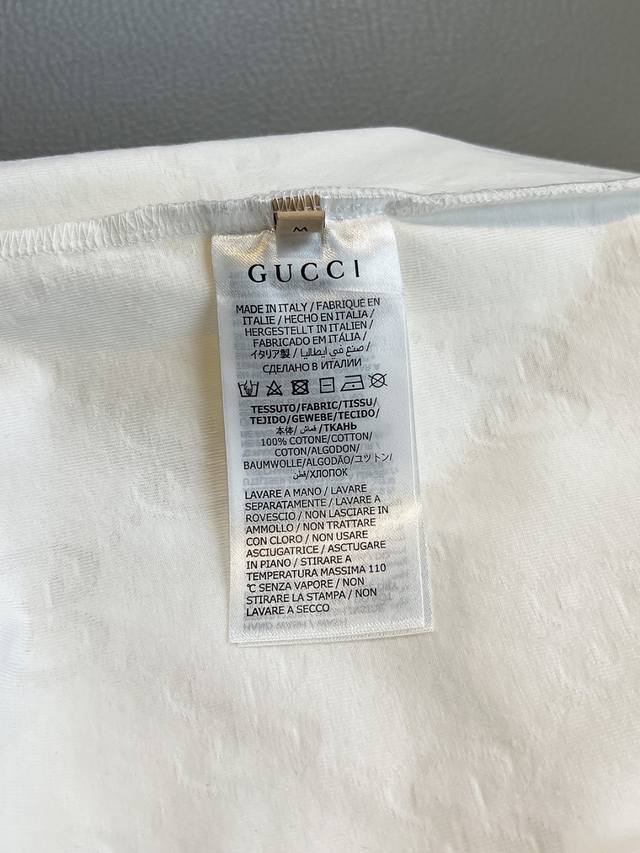 M
GUCCI
MADE IN ITALY / FABRIQUÉ EN
ITALIE / HECHO EN ITALIA /
HERGESTELLT IN ITALIEN /
FABRICADO EM ITÁLIA /
イタリア製 / صنع في ايطاليا /
СДЕЛАНО В ИТАЛИИ
TESSUTO/FABRIC/TISSU/
TEJIDO/GEWEBE/TECIDO/
本体/قماش/ТКАНЬ
100% COTONE/COTTON/
COTON/ALGODON/
BAUMWOLLE/ALGODÃO/コットン/
قطن/ХЛОПОК
LAVARE A MANO / LAVARE
SEPARATAMENTE / LAVARE A
ROVESCIO / NON LASCIARE IN
AMMOLLO / NON TRATTARE
CON CLORO / NON USARE
ASCIUGATRICE / ASCTUGARE
IN PIANO / STIRARE A
TEMPERATURA MASSIMA 110
℃ SENZA VAPORE / NON
STIRARE LA STAMPA / NON
LAVARE A SECCO